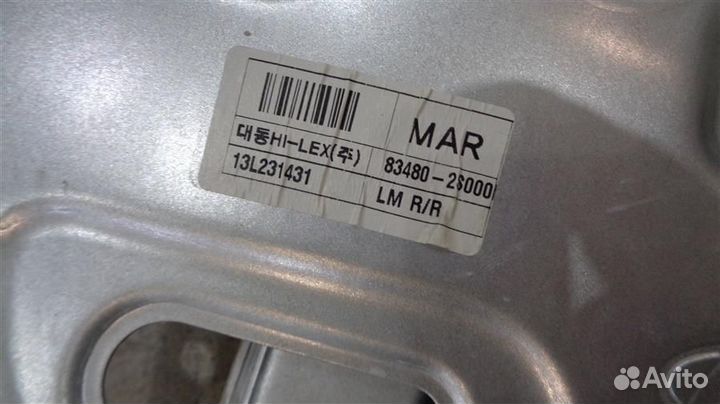 MAR
대동HI-LEX(주)
83480-2S000
13L231431
LM R/R
Avito